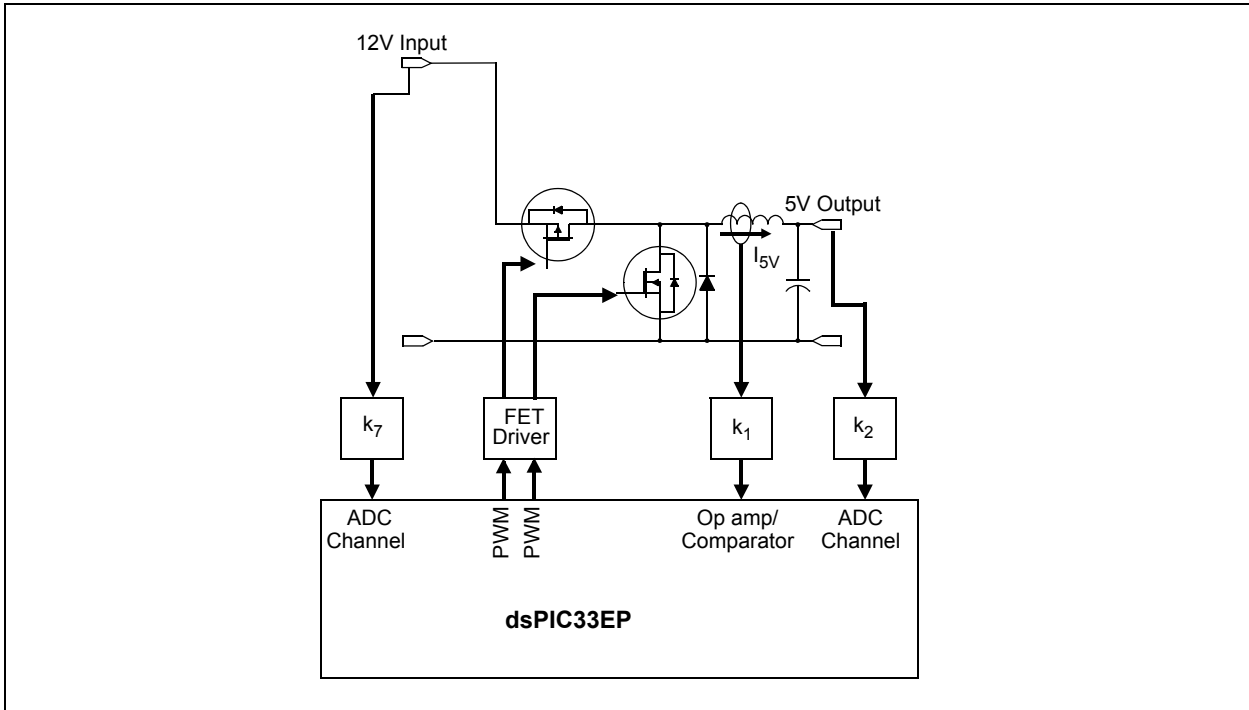 12V Input
5V Output
I5V
k7
FET
Driver
k1
k2
ADC
Channel
PWM
PWM
Op amp/
Comparator
ADC
Channel
dsPIC33EP